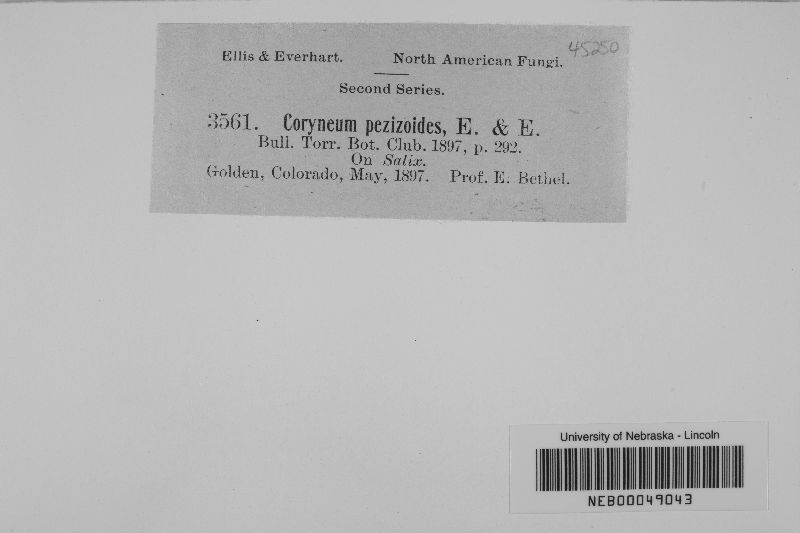 45250
Ellis & Everhart. North American Fungi.
Second Series.
3561. Coryneum pezizoides, E. & E.
Bull. Torr. Bot. Club. 1897, p. 292.
On Salix.
Golden, Colorado, May, 1897. Prof. E. Bethel.
University of Nebraska - Lincoln
NEB00049043